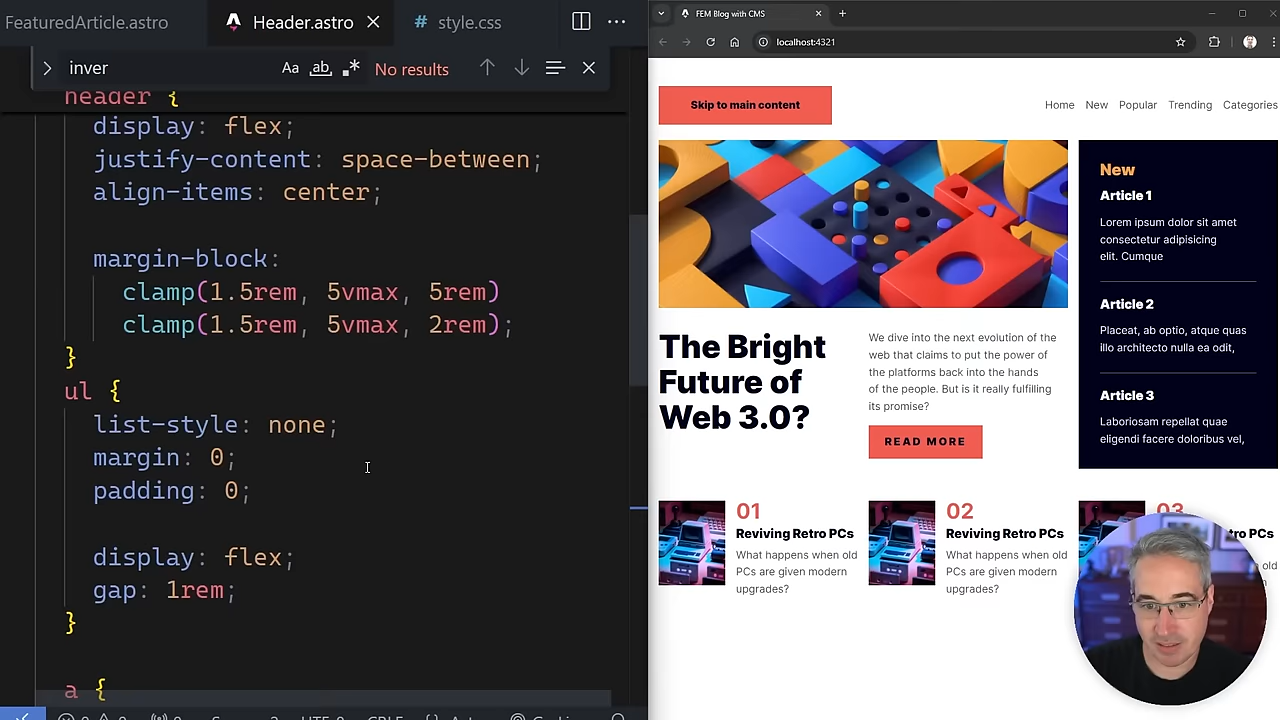 FeaturedArticle.astro
Header.astro
# style.css
inver
Aa
ab
No results
header {
display: flex;
justify-content: space-between;
align-items: center;
margin-block:
clamp(1.5rem, 5vmax, 5rem)
clamp(1.5rem, 5vmax, 2rem);
}
ul {
list-style: none;
margin: 0;
padding: 0;
display: flex;
gap: 1rem;
}
a {
FEM Blog with CMS
localhost:4321
Skip to main content
Home New Popular Trending Categories
The Bright
Future of
Web 3.0?
We dive into the next evolution of the
web that claims to put the power of
the platforms back into the hands
of the people. But is it really fulfilling
its promise?
READ MORE
New
Article 1
Lorem ipsum dolor sit amet
consectetur adipisicing
elit. Cumque
Article 2
Placeat, ab optio, atque quas
illo architecto nulla ea odit,
Article 3
Laboriosam repellat quae
eligendi facere doloribus vel,
01
Reviving Retro PCs
What happens when old
PCs are given modern
upgrades?
02
Reviving Retro PCs
What happens when old
PCs are given modern
upgrades?
03
PCs
old